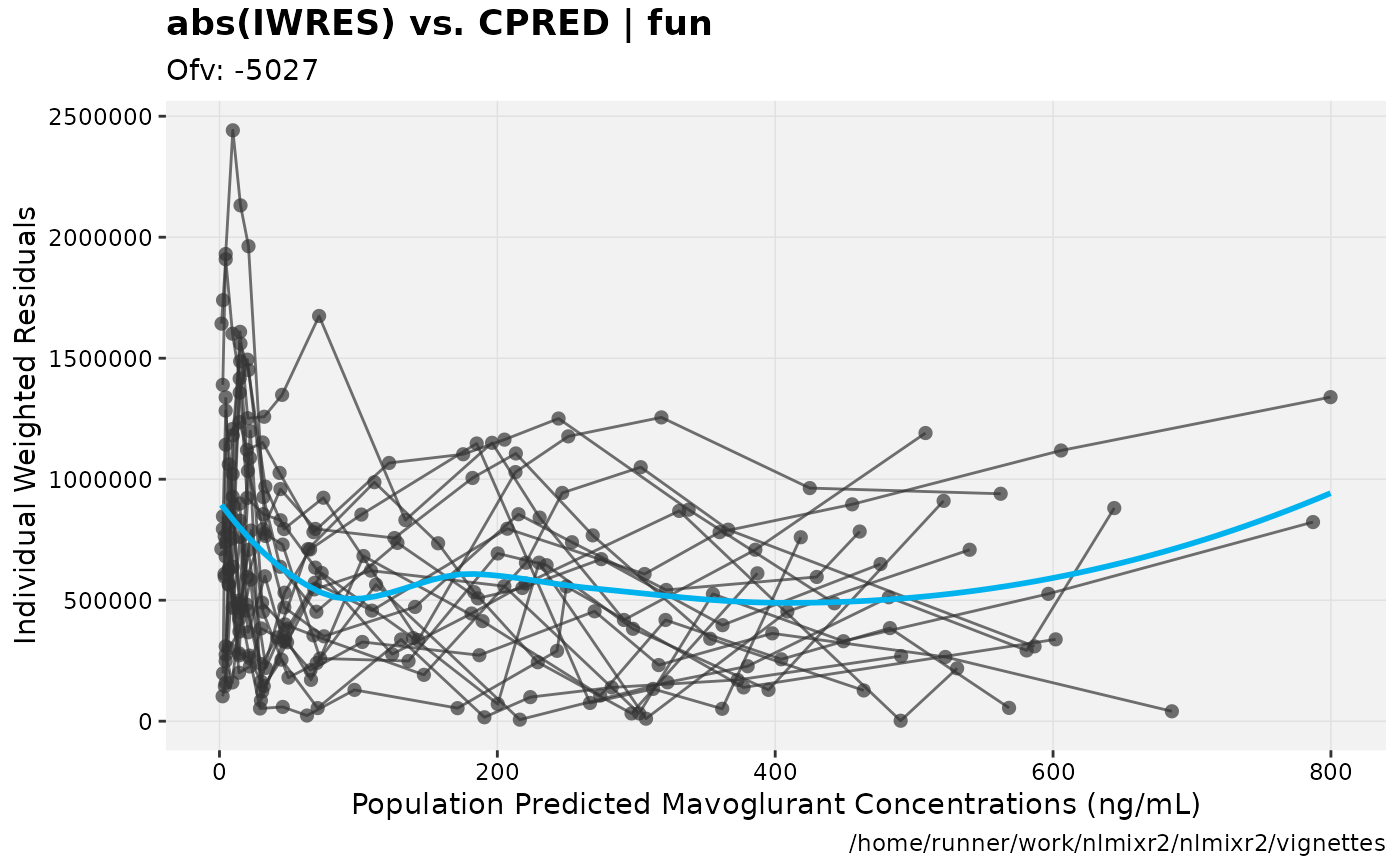 abs(IWRES) vs. CPRED | fun
Ofv: -5027
Individual Weighted Residuals
2500000
2000000
1500000
1000000
500000
0
0 200 400 600 800
Population Predicted Mavoglurant Concentrations (ng/mL)
/home/runner/work/nlmixr2/nlmixr2/vignettes